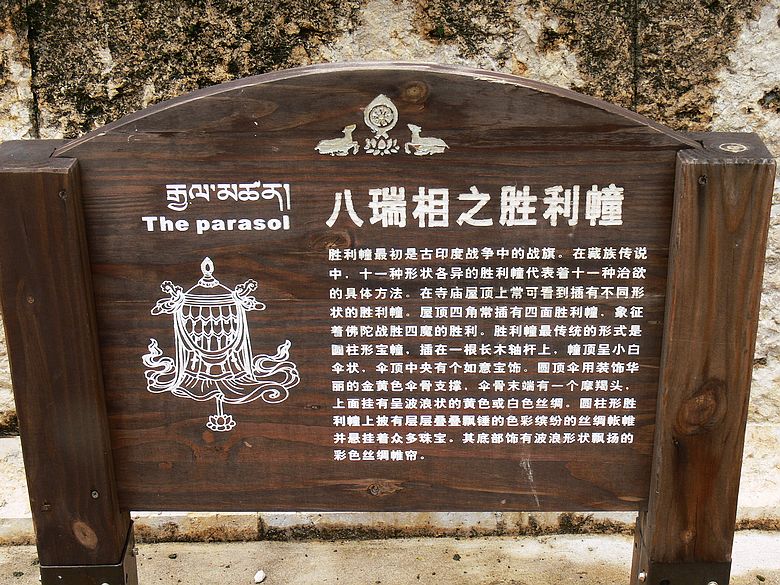 རྒྱལ་མཚན།
The parasol
八瑞相之胜利幢
胜利幢最初是古印度战争中的战旗。在藏族传说
中，十一种形状各异的胜利幢代表着十一种治欲
的具体方法。在寺庙屋顶上常可看到插有不同形
状的胜利幢。屋顶四角常插有四面胜利幢，象征
着佛陀战胜四魔的胜利。胜利幢最传统的形式是
圆柱形宝幢，插在一根长木轴杆上，幢顶呈小白
伞状，伞顶中央有个如意宝饰。圆顶伞用装饰华
丽的金黄色伞骨支撑，伞骨末端有一个摩羯头，
上面挂有呈波浪状的黄色或白色丝绸。圆柱形胜
利幢上披有层层叠叠飘锤的色彩缤纷的丝绸帐帷
并悬挂着众多珠宝。其底部饰有波浪形状飘扬的
彩色丝绸帷帘。